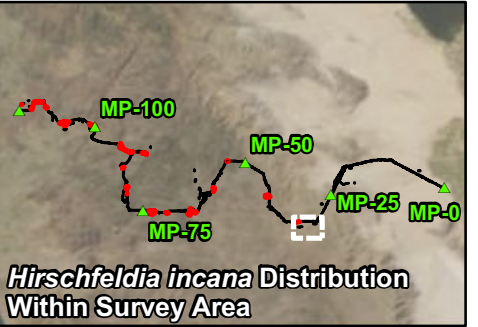 MP-100
MP-50
MP-25
MP-0
MP-75
Hirschfeldia incana Distribution
Within Survey Area